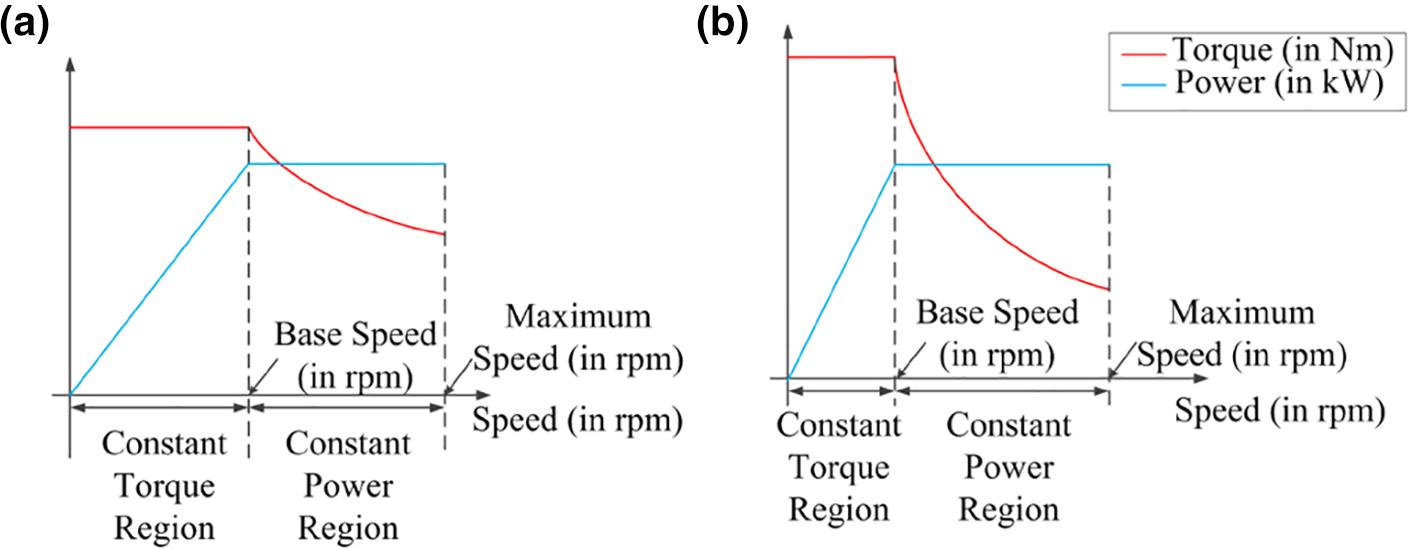 (a)
Base Speed
(in rpm)
Maximum
Speed (in rpm)
Speed (in rpm)
Constant
Torque
Region
Constant
Power
Region
(b)
Torque (in Nm)
Power (in kW)
Base Speed
(in rpm)
Maximum
Speed (in rpm)
Speed (in rpm)
Constant
Torque
Region
Constant
Power
Region